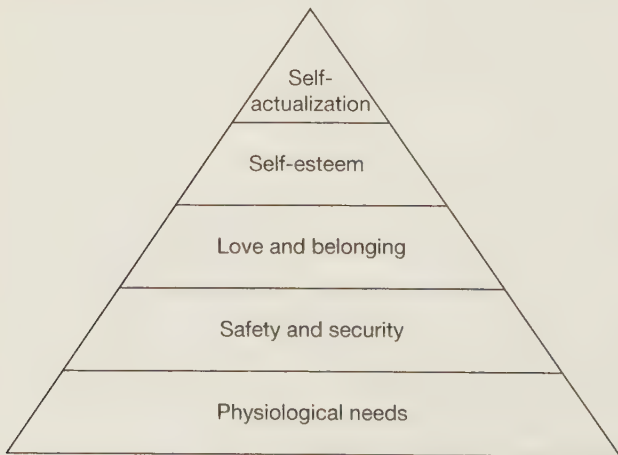 Self-
actualization
Self-esteem
Love and belonging
Safety and security
Physiological needs